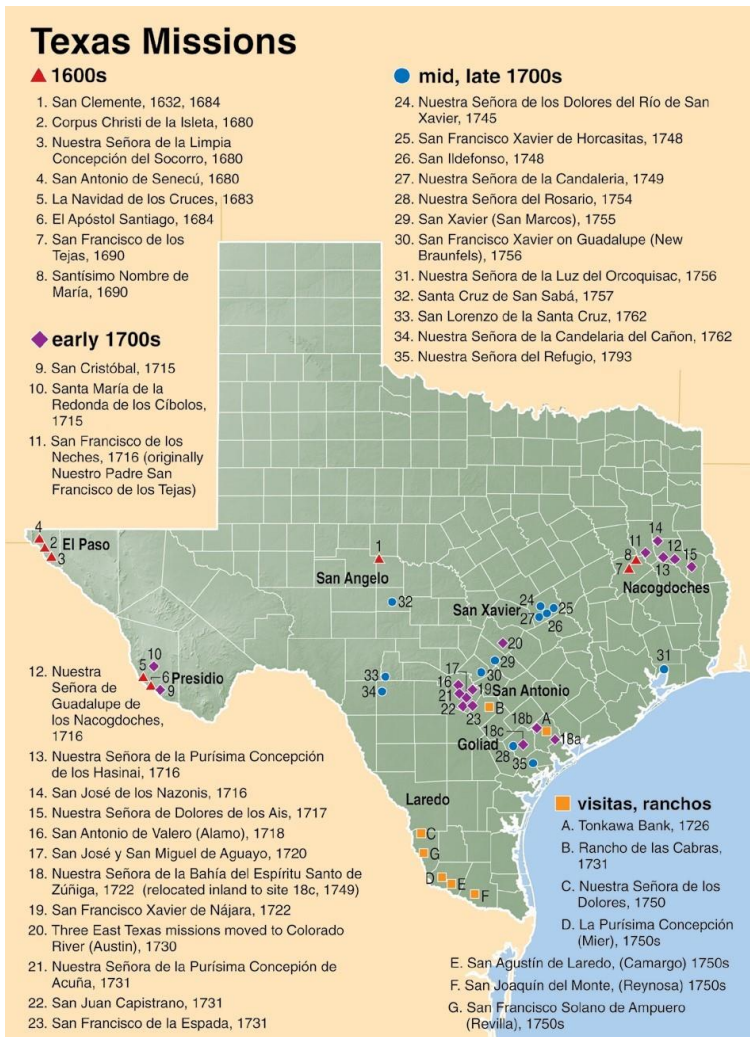 Texas Missions
1600s
1. San Clemente, 1632, 1684
2. Corpus Christi de la Isleta, 1680
3. Nuestra Señora de la Limpia
Concepción del Socorro, 1680
4. San Antonio de Senecú, 1680
5. La Navidad de los Cruces, 1683
6. El Apóstol Santiago, 1684
7. San Francisco de los
Tejas, 1690
8. Santísimo Nombre de
María, 1690
early 1700s
9. San Cristóbal, 1715
10. Santa María de la
Redonda de los Cíbolos,
1715
11. San Francisco de los
Neches, 1716 (originally
Nuestro Padre San
Francisco de los Tejas)
mid, late 1700s
24. Nuestra Señora de los Dolores del Río de San
Xavier, 1745
25. San Francisco Xavier de Horcasitas, 1748
26. San Ildefonso, 1748
27. Nuestra Señora de la Candaleria, 1749
28. Nuestra Señora del Rosario, 1754
29. San Xavier (San Marcos), 1755
30. San Francisco Xavier on Guadalupe (New
Braunfels), 1756
31. Nuestra Señora de la Luz del Orcoquisac, 1756
32. Santa Cruz de San Sabá, 1757
33. San Lorenzo de la Santa Cruz, 1762
34. Nuestra Señora de la Candelaria del Cañon, 1762
35. Nuestra Señora del Refugio, 1793
4
2
3
El Paso
1
San Angelo
32
14
11
12
8
13
15
7
Nacogdoches
24
25
San Xavier
27
26
20
31
10
5
6
Presidio
9
29
17
30
33
16
19
San Antonio
34
21
22
23
B
18b
A
18c
18a
Goliad
28
35
Laredo
C
G
D
E
F
12. Nuestra
Señora de
Guadalupe de
los Nacogdoches,
1716
13. Nuestra Señora de la Purísima Concepción
de los Hasinai, 1716
14. San José de los Nazonis, 1716
15. Nuestra Señora de Dolores de los Ais, 1717
16. San Antonio de Valero (Alamo), 1718
17. San José y San Miguel de Aguayo, 1720
18. Nuestra Señora de la Bahía del Espíritu Santo de
Zúñiga, 1722 (relocated inland to site 18c, 1749)
19. San Francisco Xavier de Nájara, 1722
20. Three East Texas missions moved to Colorado
River (Austin), 1730
21. Nuestra Señora de la Purísima Concepión de
Acuña, 1731
22. San Juan Capistrano, 1731
23. San Francisco de la Espada, 1731
visitas, ranchos
A. Tonkawa Bank, 1726
B. Rancho de las Cabras,
1731
C. Nuestra Señora de los
Dolores, 1750
D. La Purísima Concepción
(Mier), 1750s
E. San Agustín de Laredo, (Camargo) 1750s
F. San Joaquín del Monte, (Reynosa) 1750s
G. San Francisco Solano de Ampuero
(Revilla), 1750s